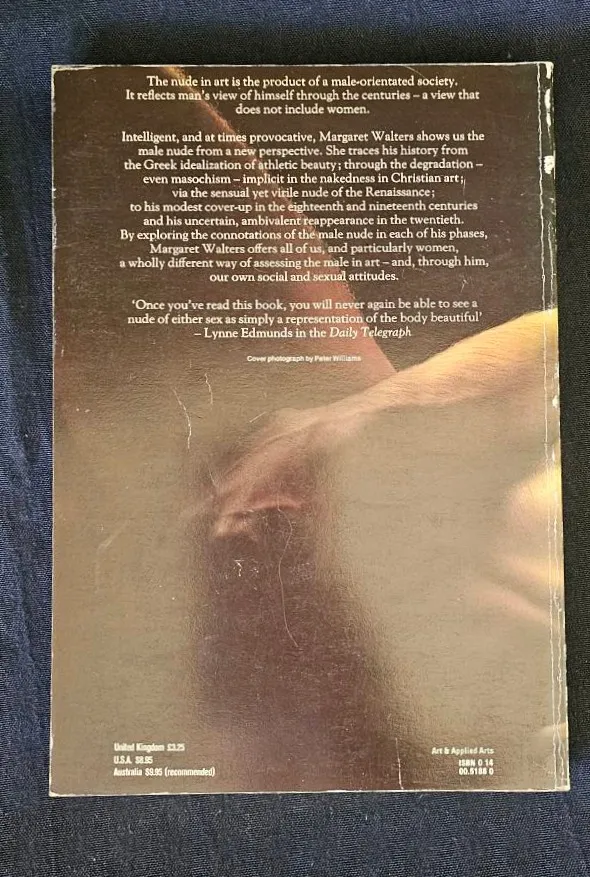 The nude in art is the product of a male-orientated society.
It reflects man's view of himself through the centuries – a view that
does not include women.
Intelligent, and at times provocative, Margaret Walters shows us the
male nude from a new perspective. She traces his history from
the Greek idealization of athletic beauty; through the degradation –
even masochism – implicit in the nakedness in Christian art;
via the sensual yet virile nude of the Renaissance;
to his modest cover-up in the eighteenth and nineteenth centuries
and his uncertain, ambivalent reappearance in the twentieth.
By exploring the connotations of the male nude in each of his phases,
Margaret Walters offers all of us, and particularly women,
a wholly different way of assessing the male in art – and, through him,
our own social and sexual attitudes.
'Once you've read this book, you will never again be able to see a
nude of either sex as simply a representation of the body beautiful'
– Lynne Edmunds in the Daily Telegraph
Cover photograph by Peter Williams
United Kingdom £3.25
U.S.A. $8.95
Australia $9.95 (recommended)
Art & Applied Arts
ISBN 0 14
00.5188 0